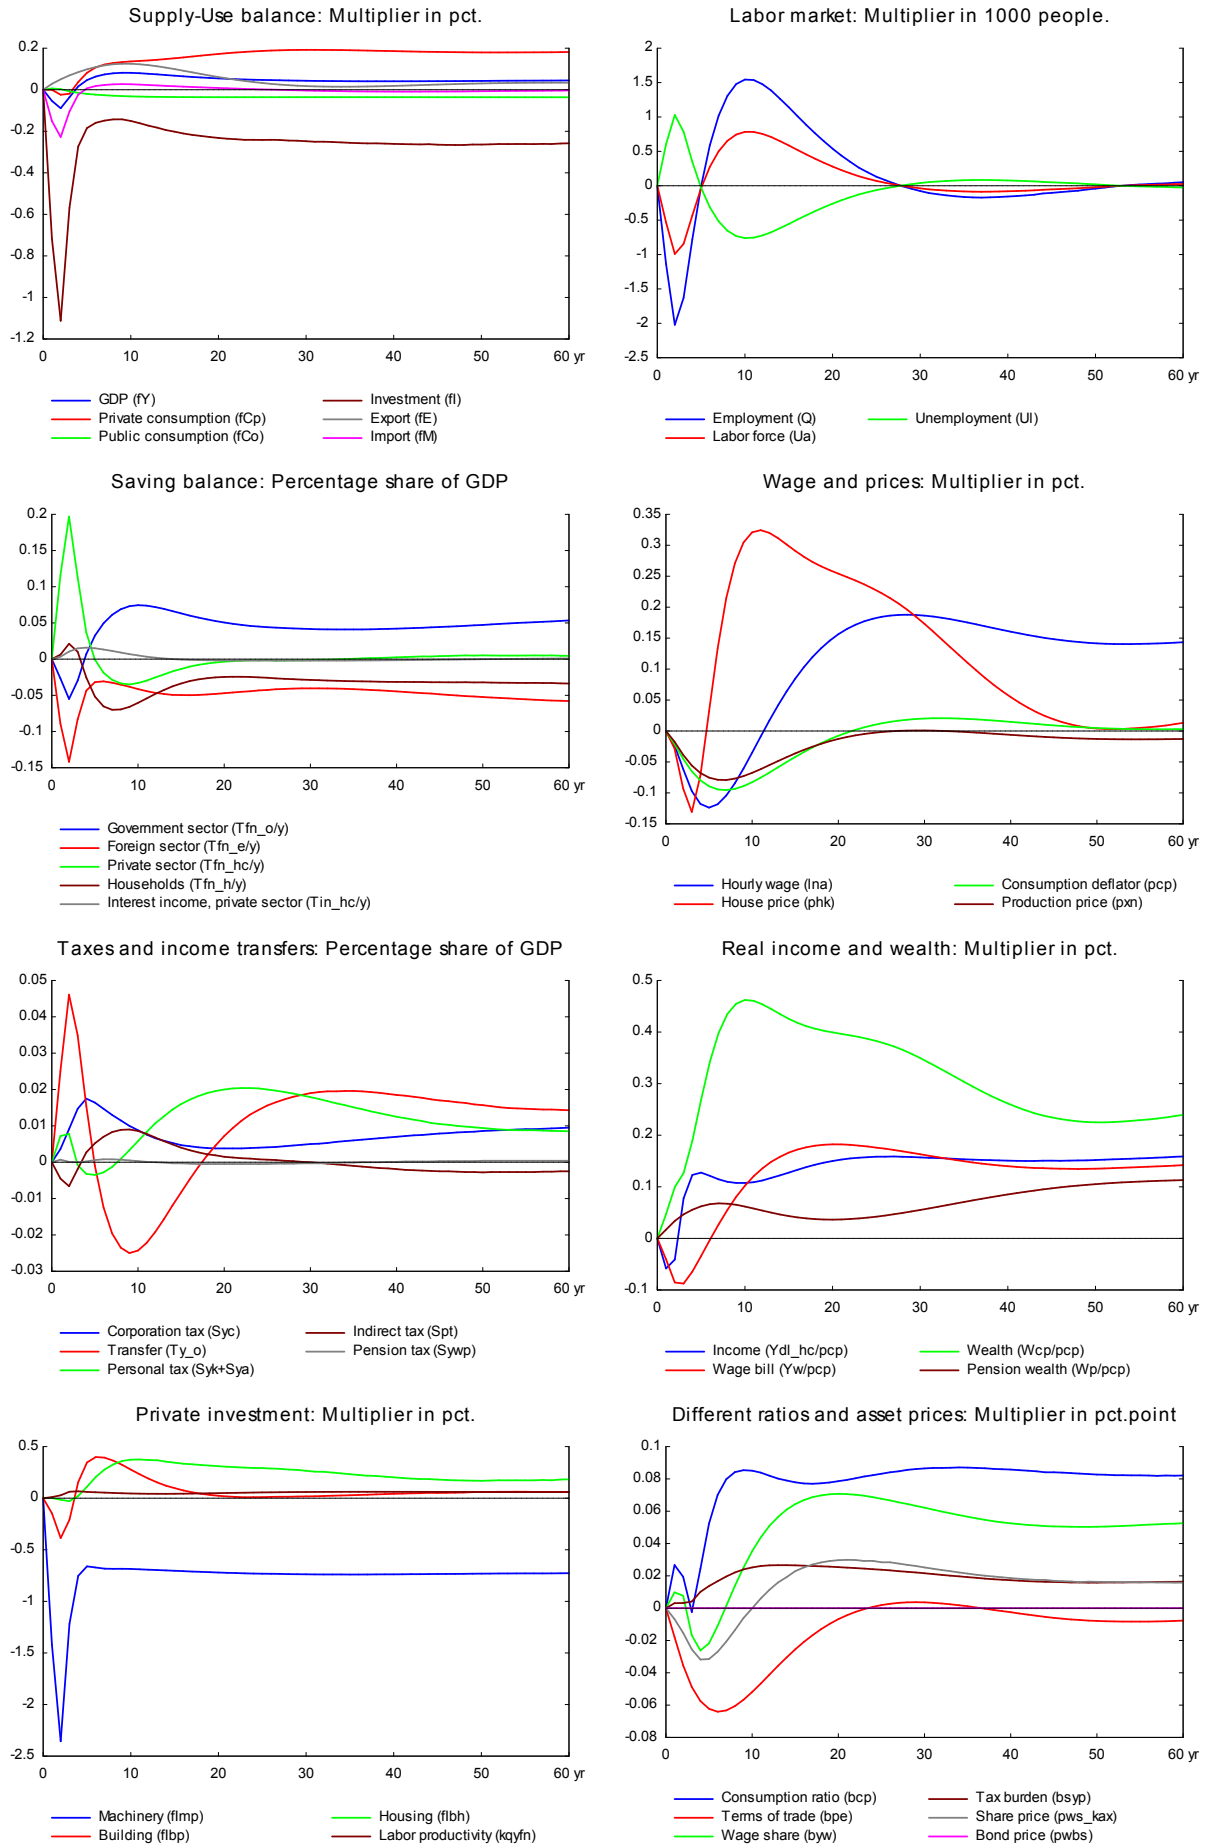 Supply-Use balance: Multiplier in pct.
0.2
0
-0.2
-0.4
-0.6
-0.8
-1
-1.2
0 10 20 30 40 50 60 yr
GDP (fY) Investment (fI)
Private consumption (fCp) Export (fE)
Public consumption (fCo) Import (fM)
Labor market: Multiplier in 1000 people.
2
1.5
1
0.5
0
-0.5
-1
-1.5
-2
-2.5
0 10 20 30 40 50 60 yr
Employment (Q) Unemployment (Ul)
Labor force (Ua)
Saving balance: Percentage share of GDP
0.2
0.15
0.1
0.05
0
-0.05
-0.1
-0.15
0 10 20 30 40 50 60 yr
Government sector (Tfn_o/y)
Foreign sector (Tfn_e/y)
Private sector (Tfn_hc/y)
Households (Tfn_h/y)
Interest income, private sector (Tin_hc/y)
Wage and prices: Multiplier in pct.
0.35
0.3
0.25
0.2
0.15
0.1
0.05
0
-0.05
-0.1
-0.15
0 10 20 30 40 50 60 yr
Hourly wage (lna) Consumption deflator (pcp)
House price (phk) Production price (pxn)
Taxes and income transfers: Percentage share of GDP
0.05
0.04
0.03
0.02
0.01
0
-0.01
-0.02
-0.03
0 10 20 30 40 50 60 yr
Corporation tax (Syc) Indirect tax (Spt)
Transfer (Ty_o) Pension tax (Sywp)
Personal tax (Syk+Sya)
Real income and wealth: Multiplier in pct.
0.5
0.4
0.3
0.2
0.1
0
-0.1
0 10 20 30 40 50 60 yr
Income (Ydl_hc/pcp) Wealth (Wcp/pcp)
Wage bill (Yw/pcp) Pension wealth (Wp/pcp)
Private investment: Multiplier in pct.
0.5
0
-0.5
-1
-1.5
-2
-2.5
0 10 20 30 40 50 60 yr
Machinery (fImp) Housing (fIbh)
Building (fIbp) Labor productivity (kqyfn)
Different ratios and asset prices: Multiplier in pct.point
0.1
0.08
0.06
0.04
0.02
0
-0.02
-0.04
-0.06
-0.08
0 10 20 30 40 50 60 yr
Consumption ratio (bcp) Tax burden (bsyp)
Terms of trade (bpe) Share price (pws_kax)
Wage share (byw) Bond price (pwbs)